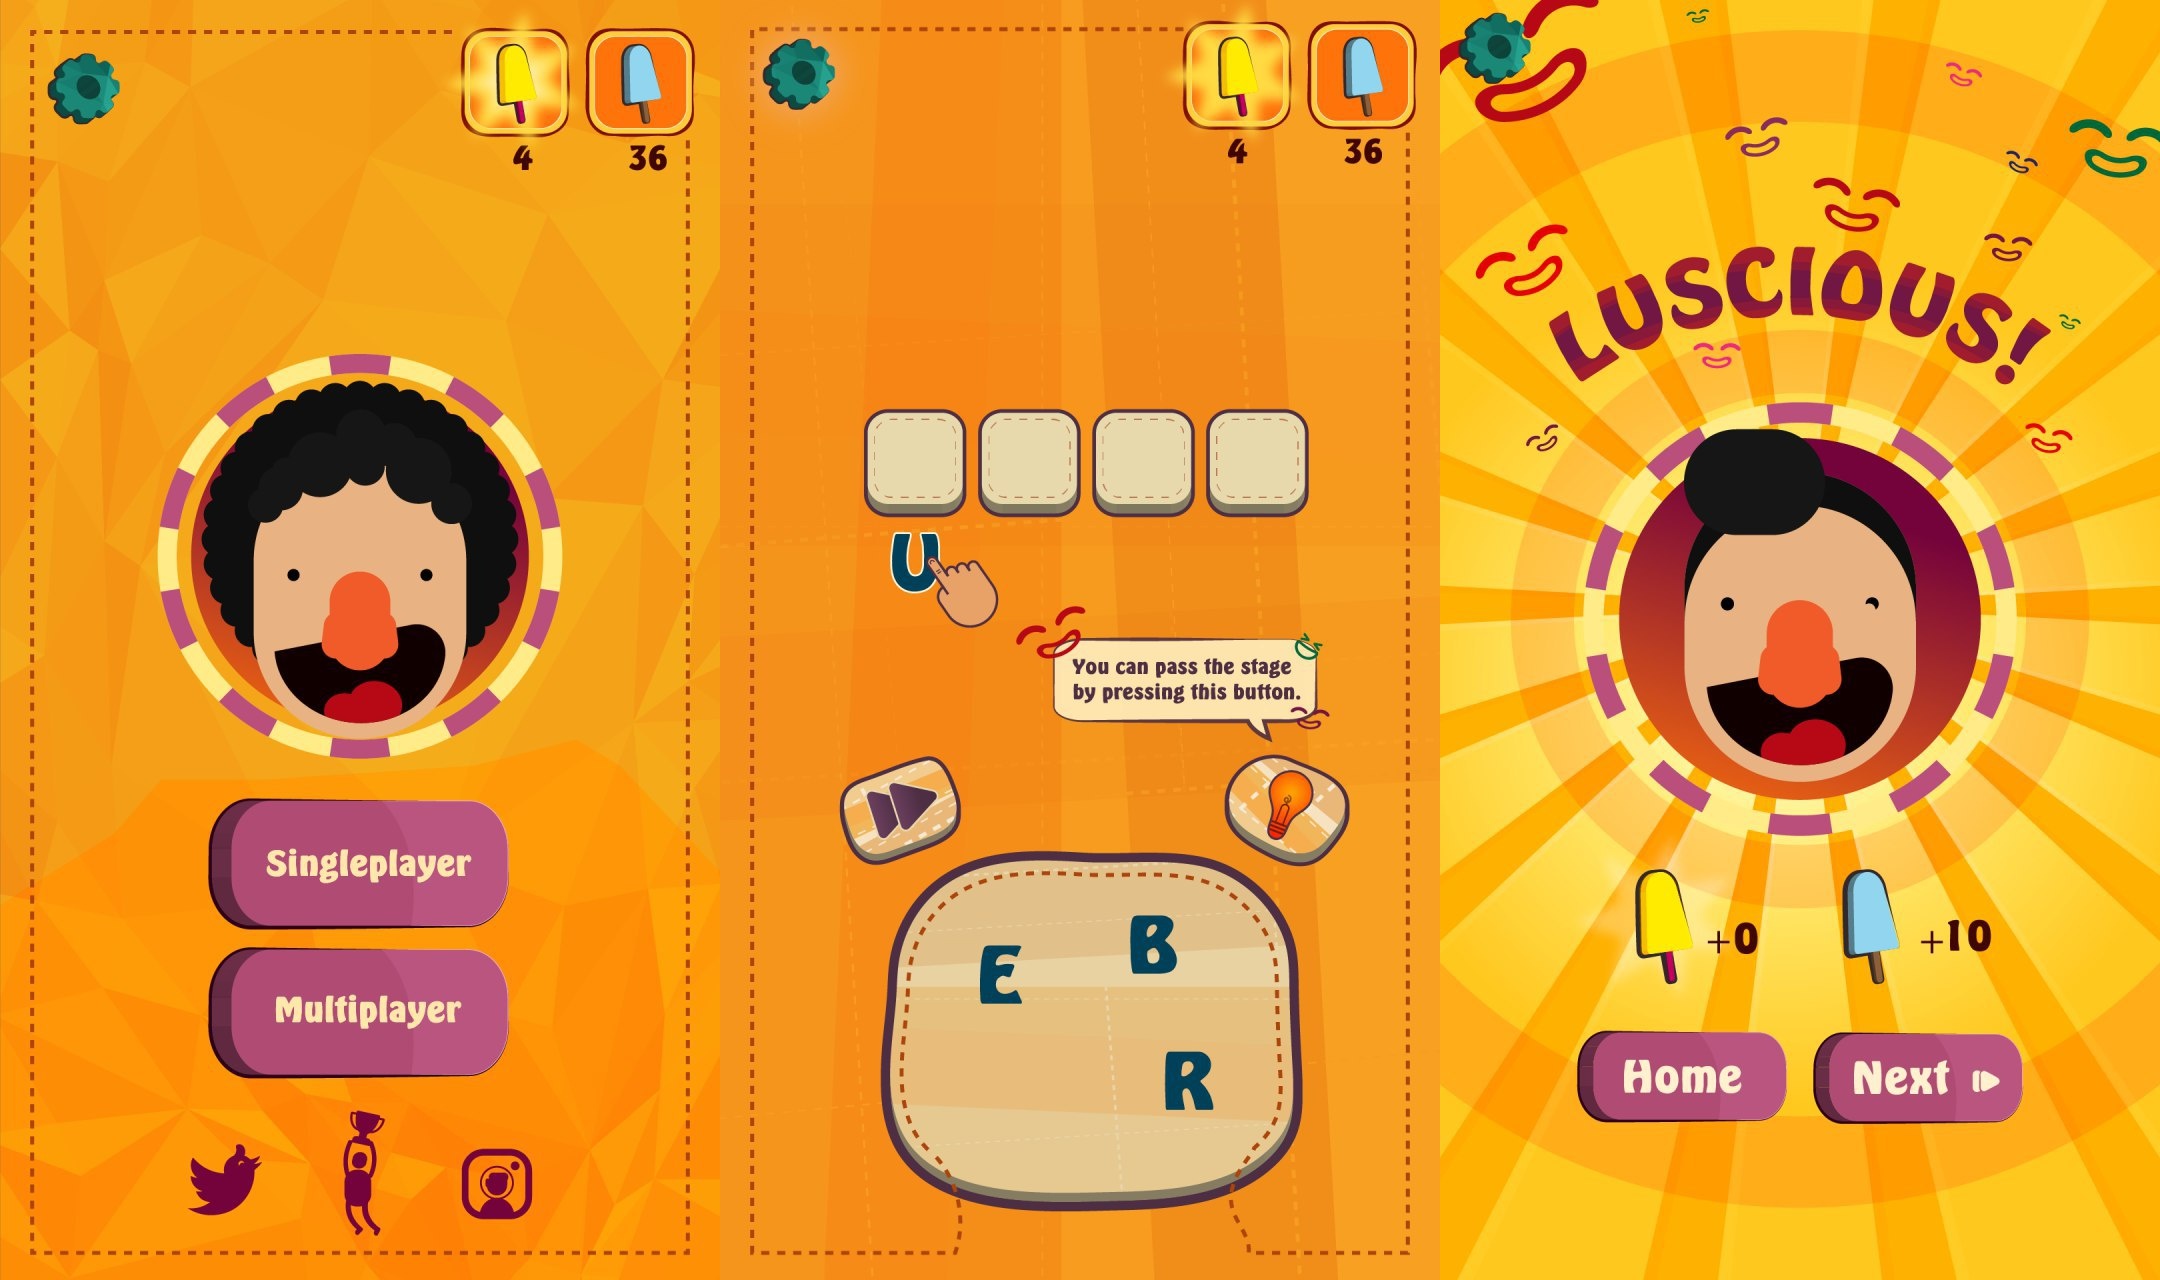 4
36
Singleplayer
Multiplayer
4
36
U
You can pass the stage
by pressing this button.
E
B
R
LUSCIOUS!
+0
+10
Home
Next